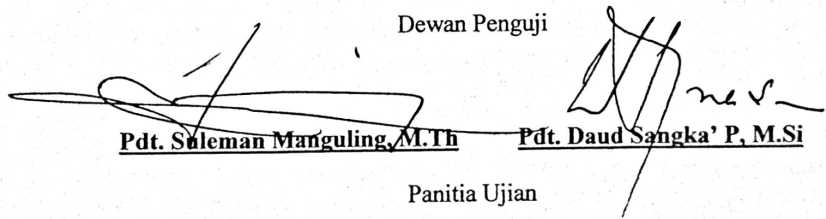 Dewan Penguji
Pdt. Suleman Manguling, M.Th Pdt. Daud Sangka' P, M.Si
Panitia Ujian